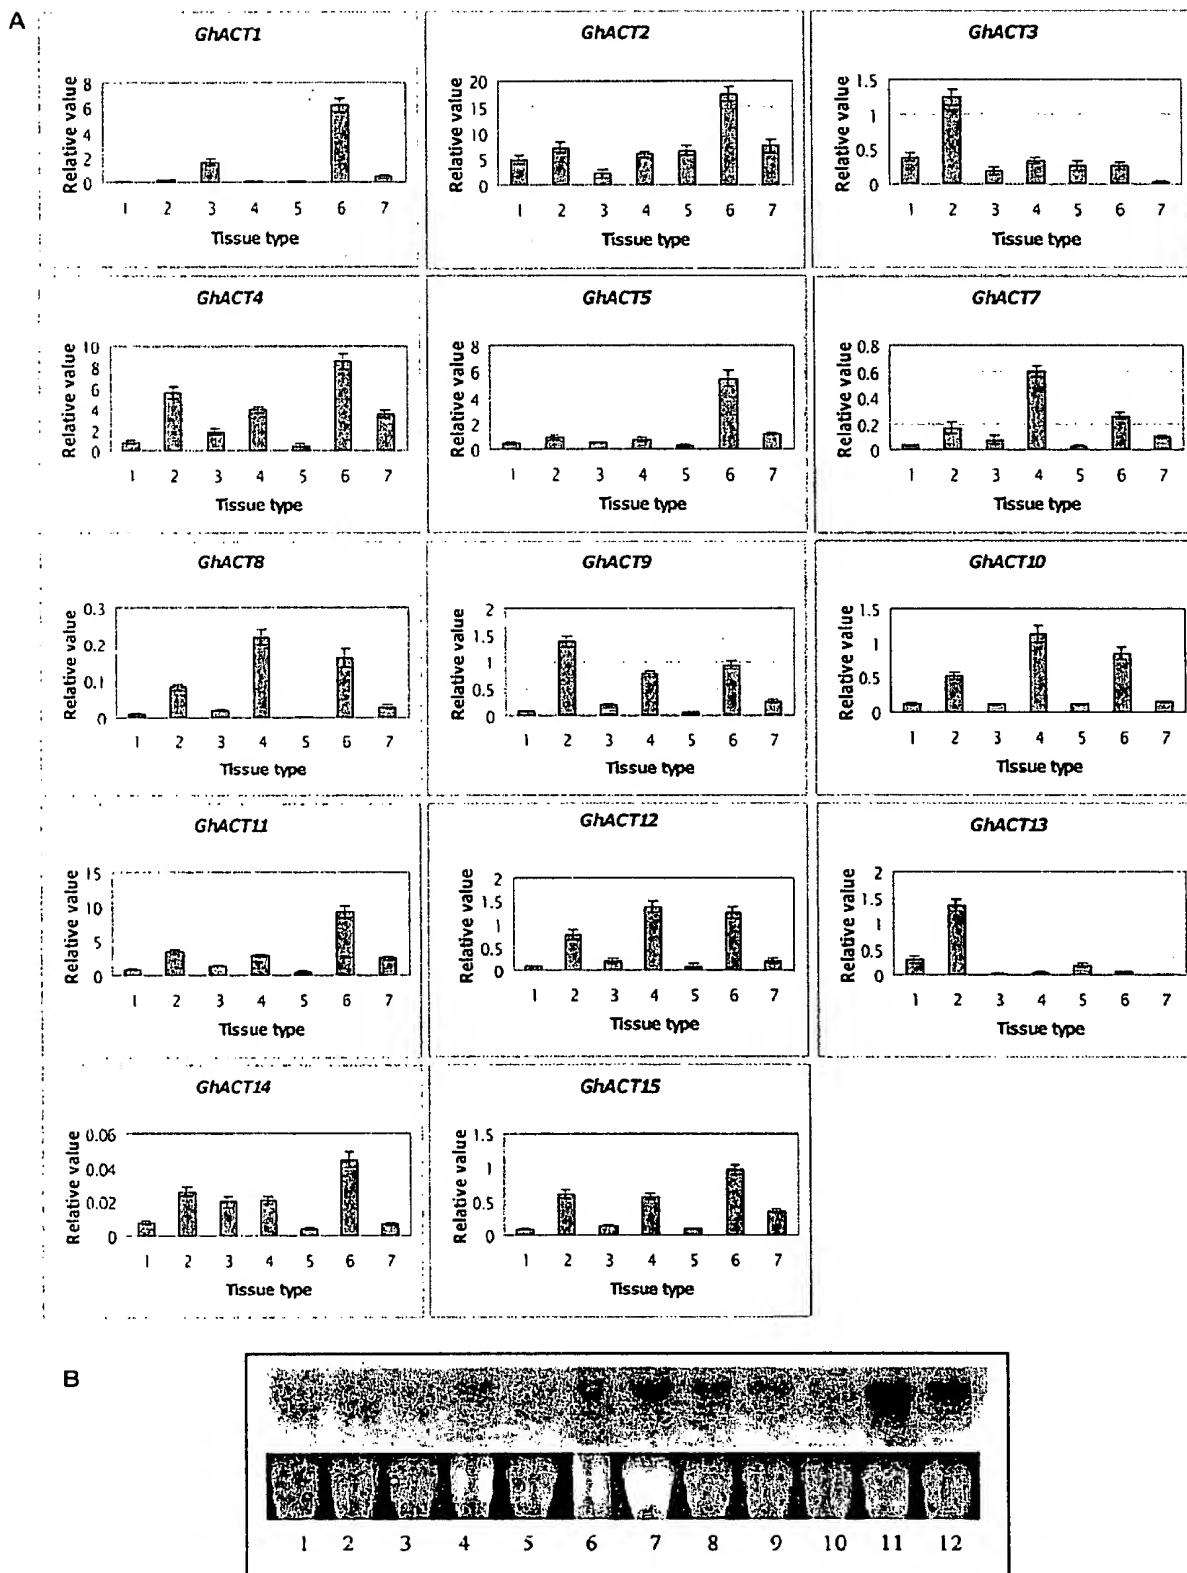 A
GhACT1
Relative value
8
6
4
2
0
1 2 3 4 5 6 7
Tissue type
GhACT2
Relative value
20
15
10
5
0
1 2 3 4 5 6 7
Tissue type
GhACT3
Relative value
1.5
1
0.5
0
1 2 3 4 5 6 7
Tissue type
GhACT4
Relative value
10
8
6
4
2
0
1 2 3 4 5 6 7
Tissue type
GhACT5
Relative value
8
6
4
2
0
1 2 3 4 5 6 7
Tissue type
GhACT7
Relative value
0.8
0.6
0.4
0.2
0
1 2 3 4 5 6 7
Tissue type
GhACT8
Relative value
0.3
0.2
0.1
0
1 2 3 4 5 6 7
Tissue type
GhACT9
Relative value
2
1.5
1
0.5
0
1 2 3 4 5 6 7
Tissue type
GhACT10
Relative value
1.5
1
0.5
0
1 2 3 4 5 6 7
Tissue type
GhACT11
Relative value
15
10
5
0
1 2 3 4 5 6 7
Tissue type
GhACT12
Relative value
2
1.5
1
0.5
0
1 2 3 4 5 6 7
Tissue type
GhACT13
Relative value
2
1.5
1
0.5
0
1 2 3 4 5 6 7
Tissue type
GhACT14
Relative value
0.06
0.04
0.02
0
1 2 3 4 5 6 7
Tissue type
GhACT15
Relative value
1.5
1
0.5
0
1 2 3 4 5 6 7
Tissue type
B
1 2 3 4 5 6 7 8 9 10 11 12